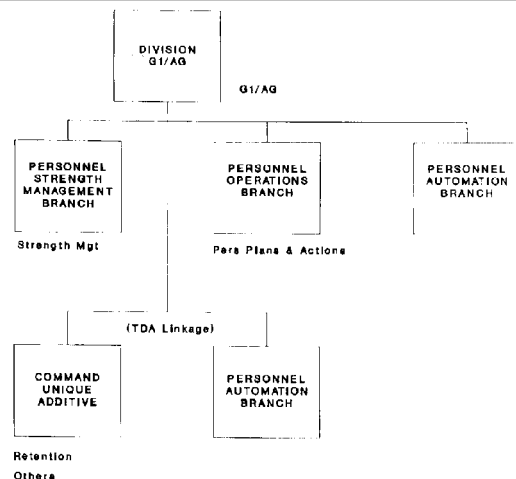 DIVISION
G1/AG
G1/AG
PERSONNEL
STRENGTH
MANAGEMENT
BRANCH
Strength Mgt
PERSONNEL
OPERATIONS
BRANCH
Pers Plans & Actions
PERSONNEL
AUTOMATION
BRANCH
(TDA Linkage)
COMMAND
UNIQUE
ADDITIVE
Retention
Others
PERSONNEL
AUTOMATION
BRANCH